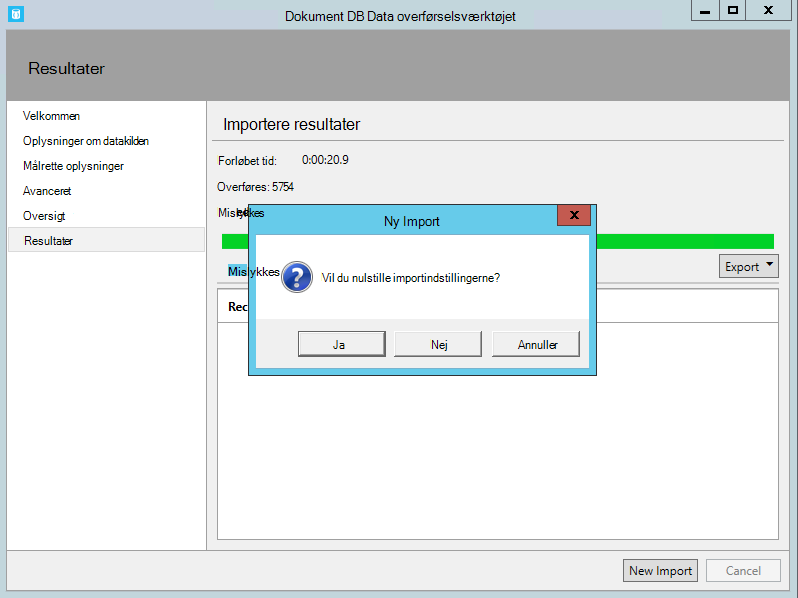 Dokument DB Data overførselsværktøjet
Resultater
Velkommen
Oplysninger om datakilden
Målrette oplysninger
Avanceret
Oversigt
Resultater
Importere resultater
Forløbet tid: 0:00:20.9
Overføres: 5754
Mislykkes
Ny Import
X
Mislykkes
Vil du nulstille importindstillingerne?
Export
Rec
Ja
Nej
Annuller
New Import
Cancel